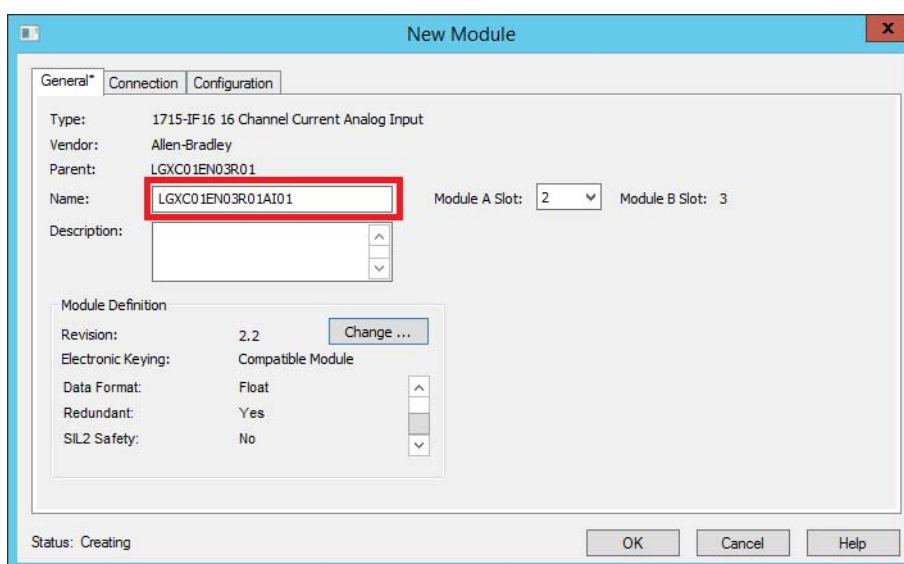 New Module
x
General* Connection Configuration
Type: 1715-IF16 16 Channel Current Analog Input
Vendor: Allen-Bradley
Parent: LGXC01EN03R01
Name: LGXC01EN03R01AI01 Module A Slot: 2 Module B Slot: 3
Description:
Module Definition
Revision: 2.2 Change ...
Electronic Keying: Compatible Module
Data Format: Float
Redundant: Yes
SIL2 Safety: No
Status: Creating OK Cancel Help